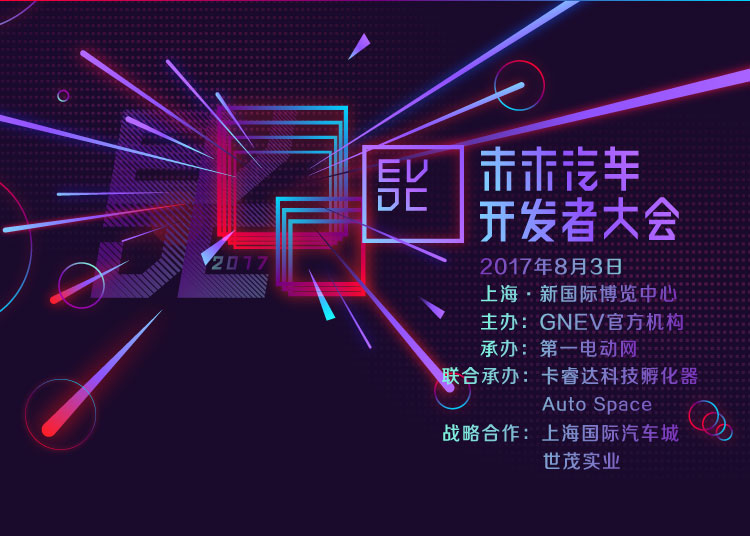 2017
EV
DC
未来汽车
开发者大会
2017年8月3日
上海·新国际博览中心
主办：GNEV官方机构
承办：第一电动网
联合承办：卡睿达科技孵化器
Auto Space
战略合作：上海国际汽车城
世茂实业